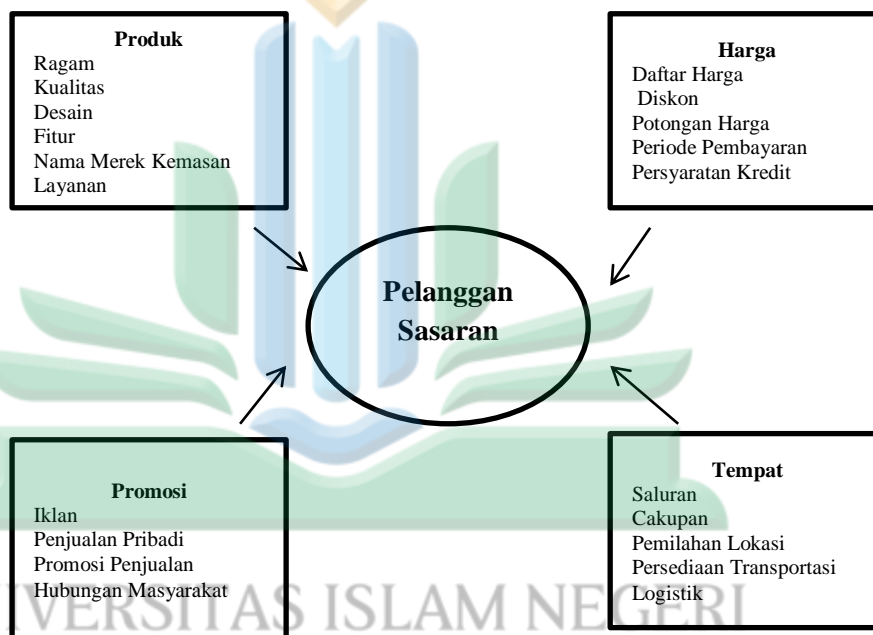 Produk
Ragam
Kualitas
Desain
Fitur
Nama Merek Kemasan
Layanan
Harga
Daftar Harga
Diskon
Potongan Harga
Periode Pembayaran
Persyaratan Kredit
Pelanggan
Sasaran
Promosi
Iklan
Penjualan Pribadi
Promosi Penjualan
Hubungan Masyarakat
Tempat
Saluran
Cakupan
Pemilahan Lokasi
Persediaan Transportasi
Logistik
IVERSITAS ISLAM NEGERI